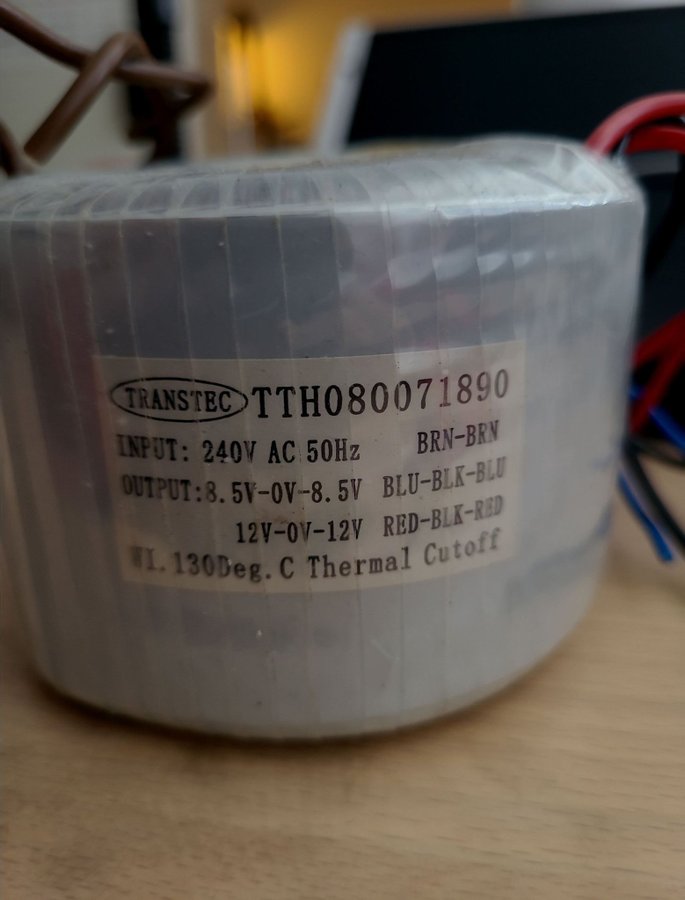 TRANSTEC TTH080071890
INPUT: 240V AC 50Hz BRN-BRN
OUTPUT:8.5V-0V-8.5V BLU-BLK-BLU
12V-0V-12V RED-BLK-RED
WI.130Deg.C Thermal Cutoff